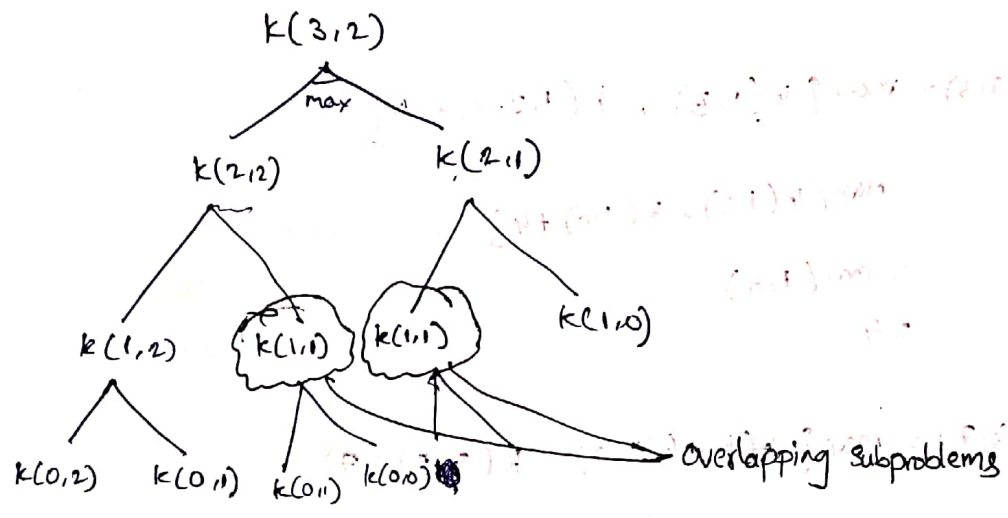 k(3,2)
max
k(2,2)
k(2,1)
k(1,2)
k(1,1)
k(1,1)
k(1,0)
k(0,2)
k(0,1)
k(0,1)
k(0,0)
overlapping subproblems